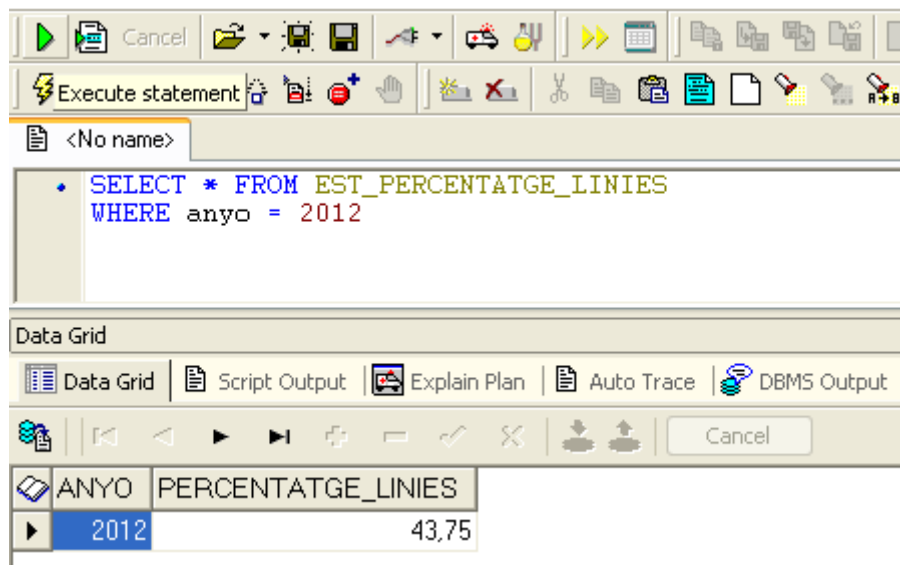 Cancel
Execute statement
<No name>
SELECT * FROM EST_PERCENTATGE_LINIES
WHERE anyo = 2012
Data Grid
Data Grid Script Output Explain Plan Auto Trace DBMS Output
Cancel
ANYO PERCENTATGE_LINIES
2012 43,75